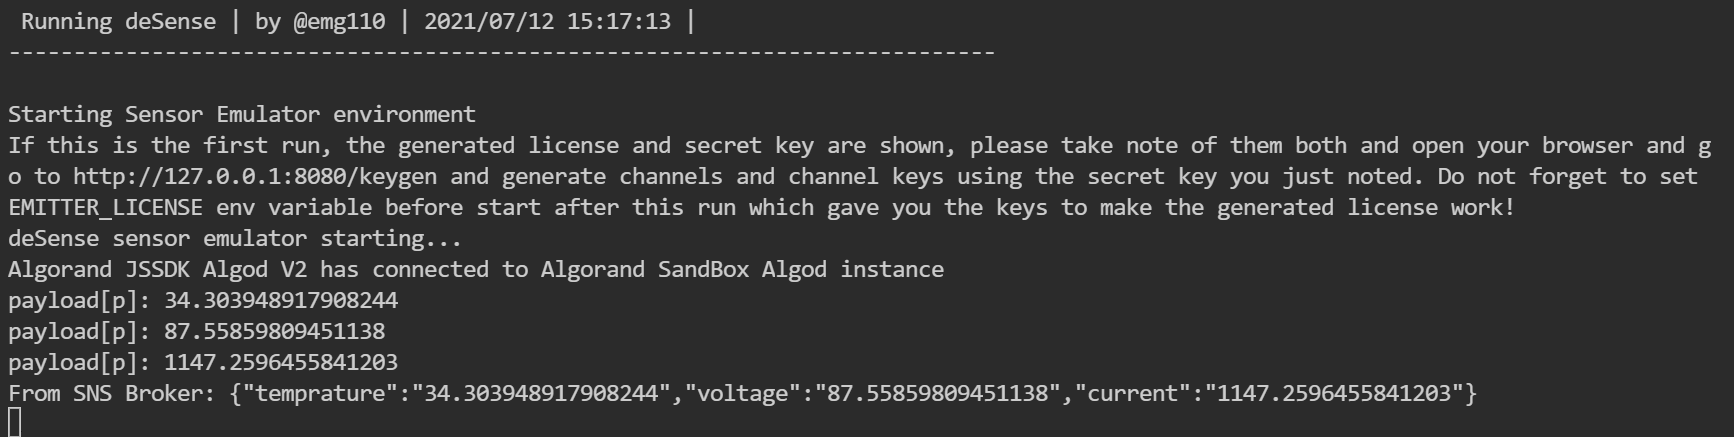 Running deSense | by @emg110 | 2021/07/12 15:17:13 |
----------------------------------------------------------------------------
Starting Sensor Emulator environment
If this is the first run, the generated license and secret key are shown, please take note of them both and open your browser and g
o to http://127.0.0.1:8080/keygen and generate channels and channel keys using the secret key you just noted. Do not forget to set
EMITTER_LICENSE env variable before start after this run which gave you the keys to make the generated license work!
deSense sensor emulator starting...
Algorand JSSDK Algod V2 has connected to Algorand SandBox Algod instance
payload[p]: 34.303948917908244
payload[p]: 87.55859809451138
payload[p]: 1147.2596455841203
From SNS Broker: {"temprature":"34.303948917908244","voltage":"87.55859809451138","current":"1147.2596455841203"}